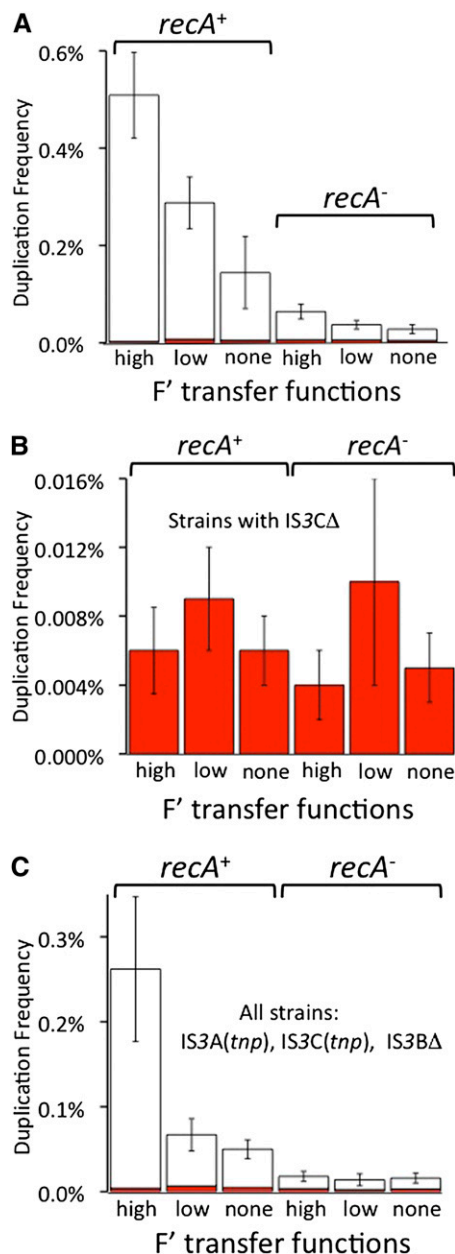 A
recA+
0.6%
0.4%
recA-
0.2%
0.0%
Duplication Frequency
high low none high low none
F' transfer functions
B
recA+ recA-
0.016%
Strains with IS3CΔ
0.012%
0.008%
0.004%
0.000%
Duplication Frequency
high low none high low none
F' transfer functions
C
recA+ recA-
0.3%
All strains:
0.2%
IS3A(tnp), IS3C(tnp), IS3BΔ
0.1%
0.0%
Duplication Frequency
high low none high low none
F' transfer functions